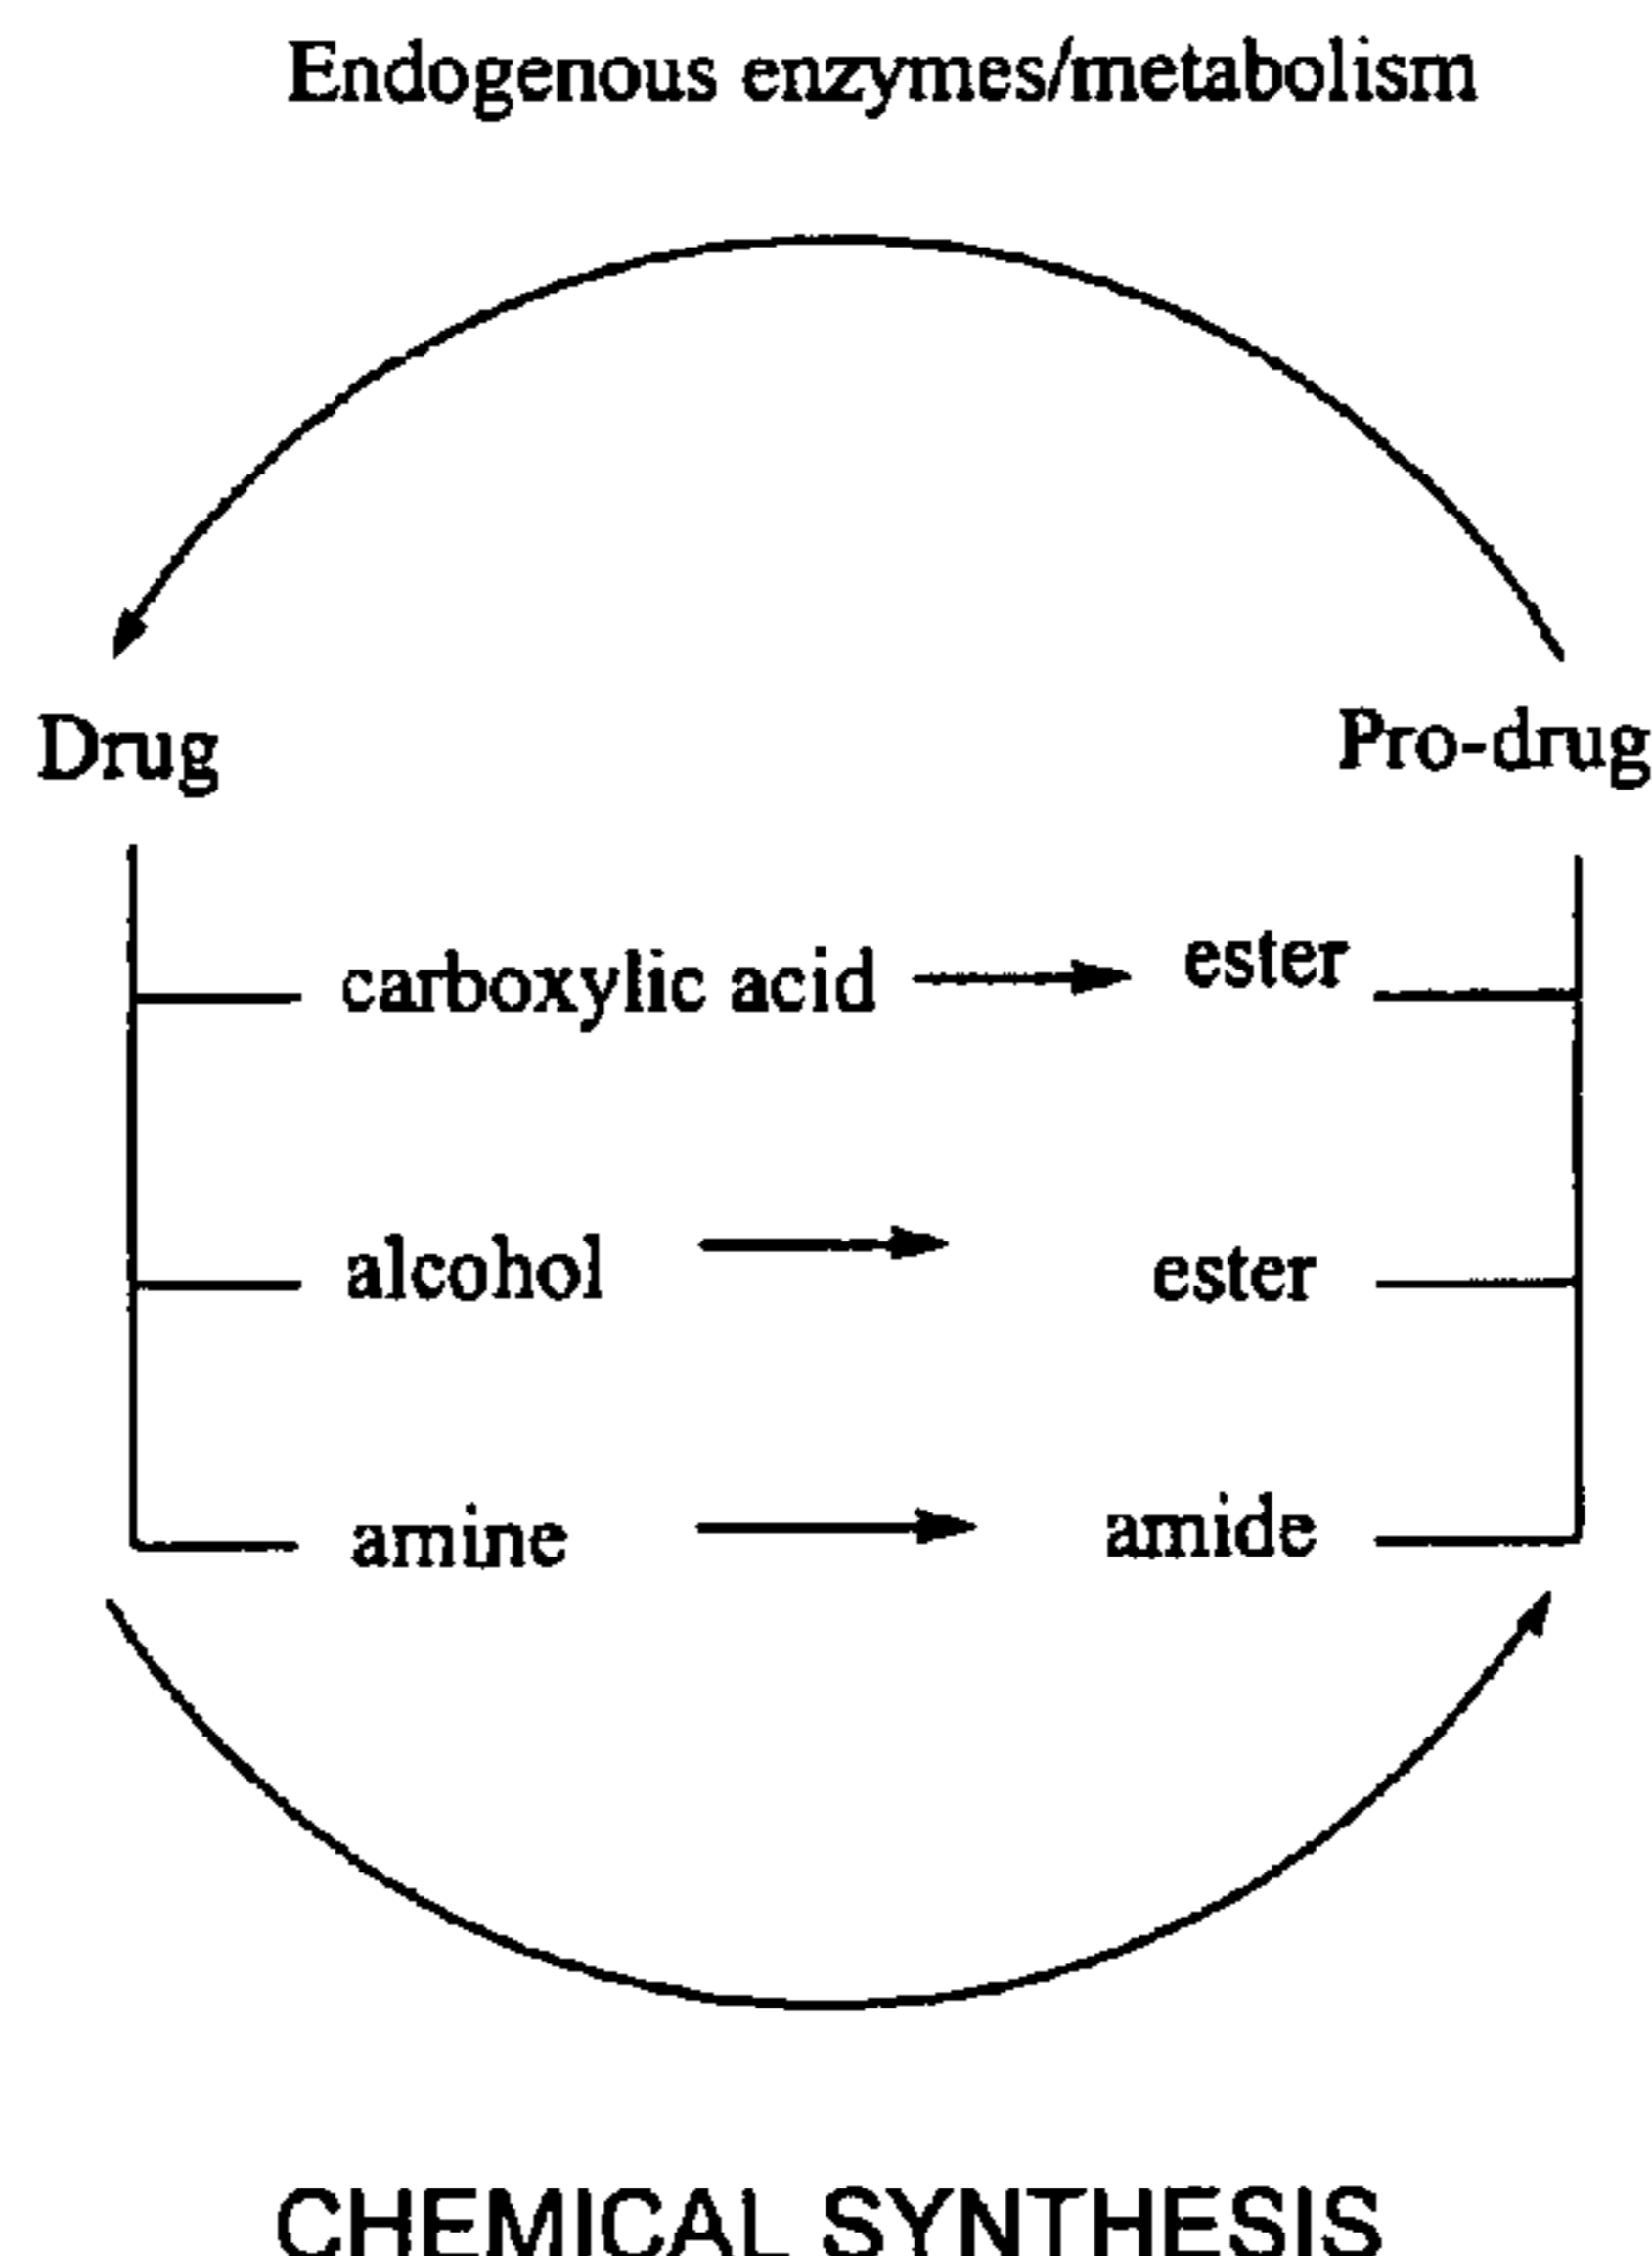 Endogenous enzymes/metabolism
Drug
Pro-drug
carboxylic acid
ester
alcohol
ester
amine
amide
CHEMICAL SYNTHESIS